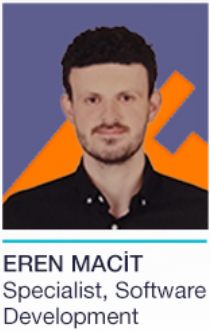 EREN MACİT
Specialist, Software
Development